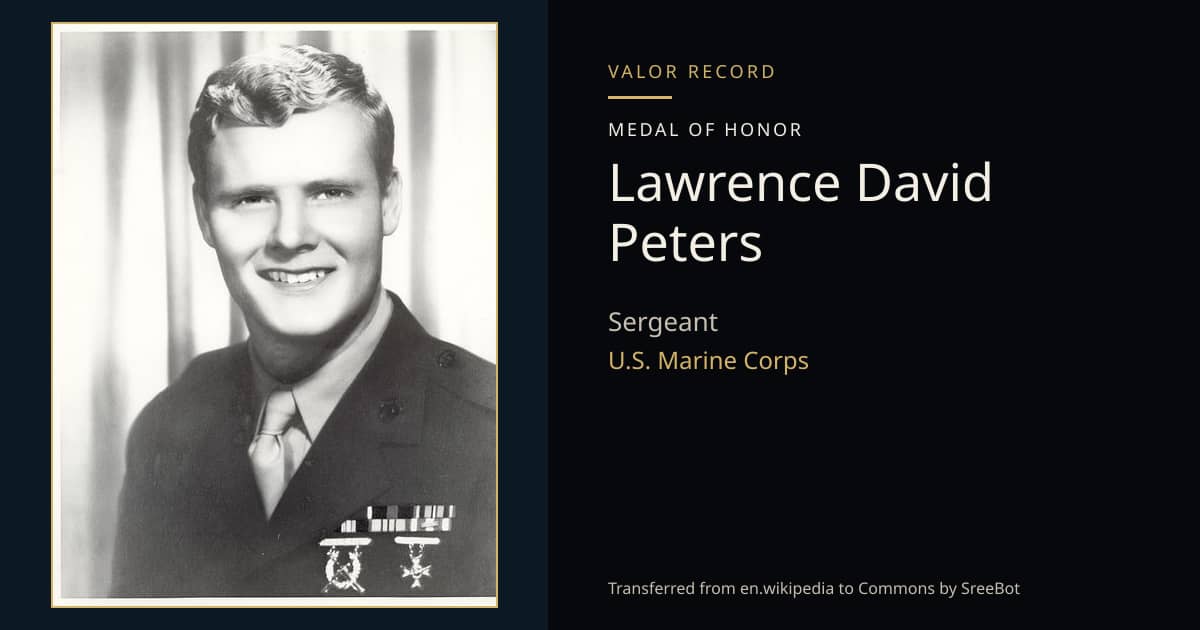 VALOR RECORD
MEDAL OF HONOR
Lawrence David
Peters
Sergeant
U.S. Marine Corps
Transferred from en.wikipedia to Commons by SreeBot